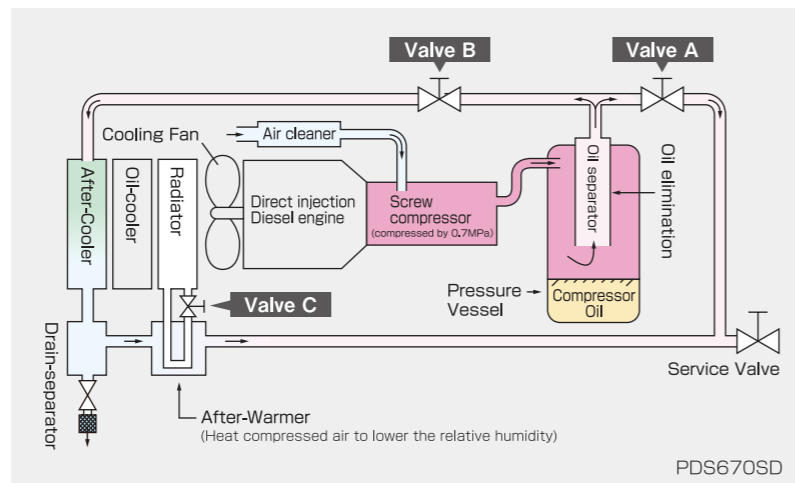 Valve B
Valve A
Cooling Fan
Air cleaner
After-Cooler
Oil-cooler
Radiator
Direct injection
Diesel engine
Screw
compressor
(compressed by 0.7MPa)
Oil separator
Oil elimination
Pressure
Vessel
Compressor
Oil
Valve C
Drain-separator
Service Valve
After-Warmer
(Heat compressed air to lower the relative humidity)
PDS670SD